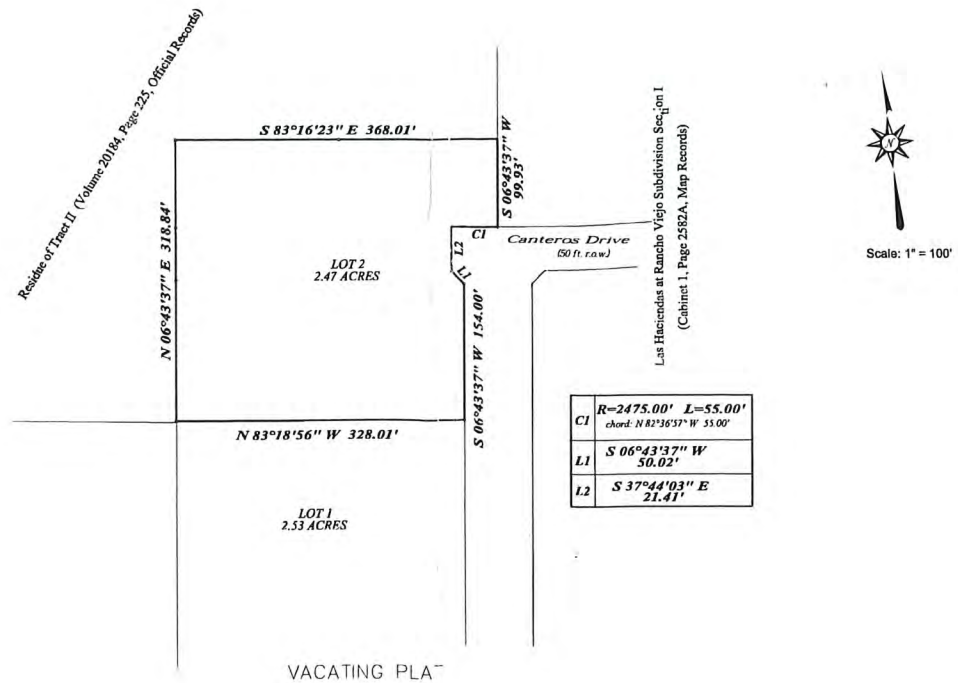 Residue of Tract II (Volume 20184, Page 225, Official Records)
S 83°16'23" E 368.01'
S 06°43'37" W
99.93'
Las Haciendas at Rancho Viejo Subdivision Section I
(Cabinet 1, Page 2582A, Map Records)
N
Scale: 1" = 100'
N 06°43'37" E 318.84'
C1
L2
L1
Canteros Drive
(50 ft. r.o.w.)
LOT 2
2.47 ACRES
S 06°43'37" W 154.00'
N 83°18'56" W 328.01'
C1 R=2475.00' L=55.00'
chord: N 82°36'57" W 55.00'
L1 S 06°43'37" W
50.02'
L2 S 37°44'03" E
21.41'
LOT 1
2.53 ACRES
VACATING PLAT